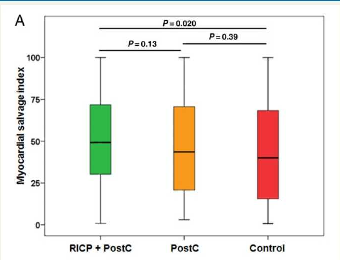 A
P = 0.020
P = 0.13
P = 0.39
Myocardial salvage index
100
75
50
25
0
RICP + PostC
PostC
Control